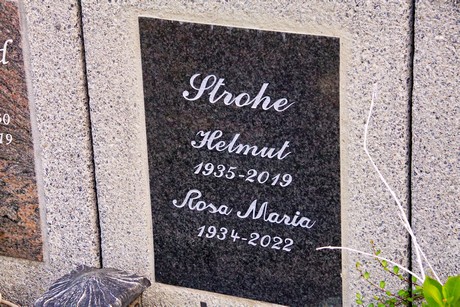 Strohe
Helmut
1935-2019
Rosa Maria
1934-2022